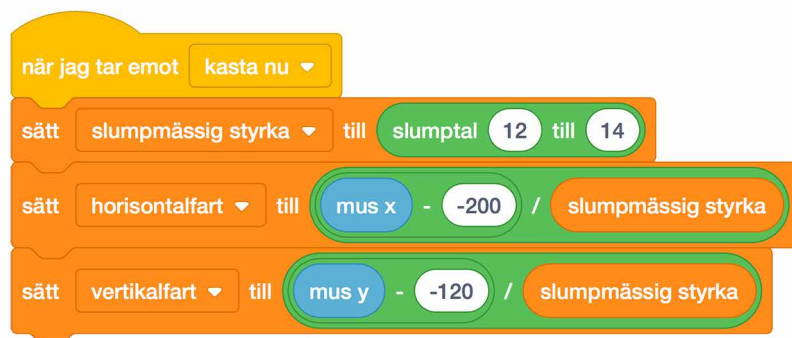 när jag tar emot kasta nu
sätt slumpmässig styrka till slumptal 12 till 14
sätt horisontalfart till mus x - -200 / slumpmässig styrka
sätt vertikalfart till mus y - -120 / slumpmässig styrka